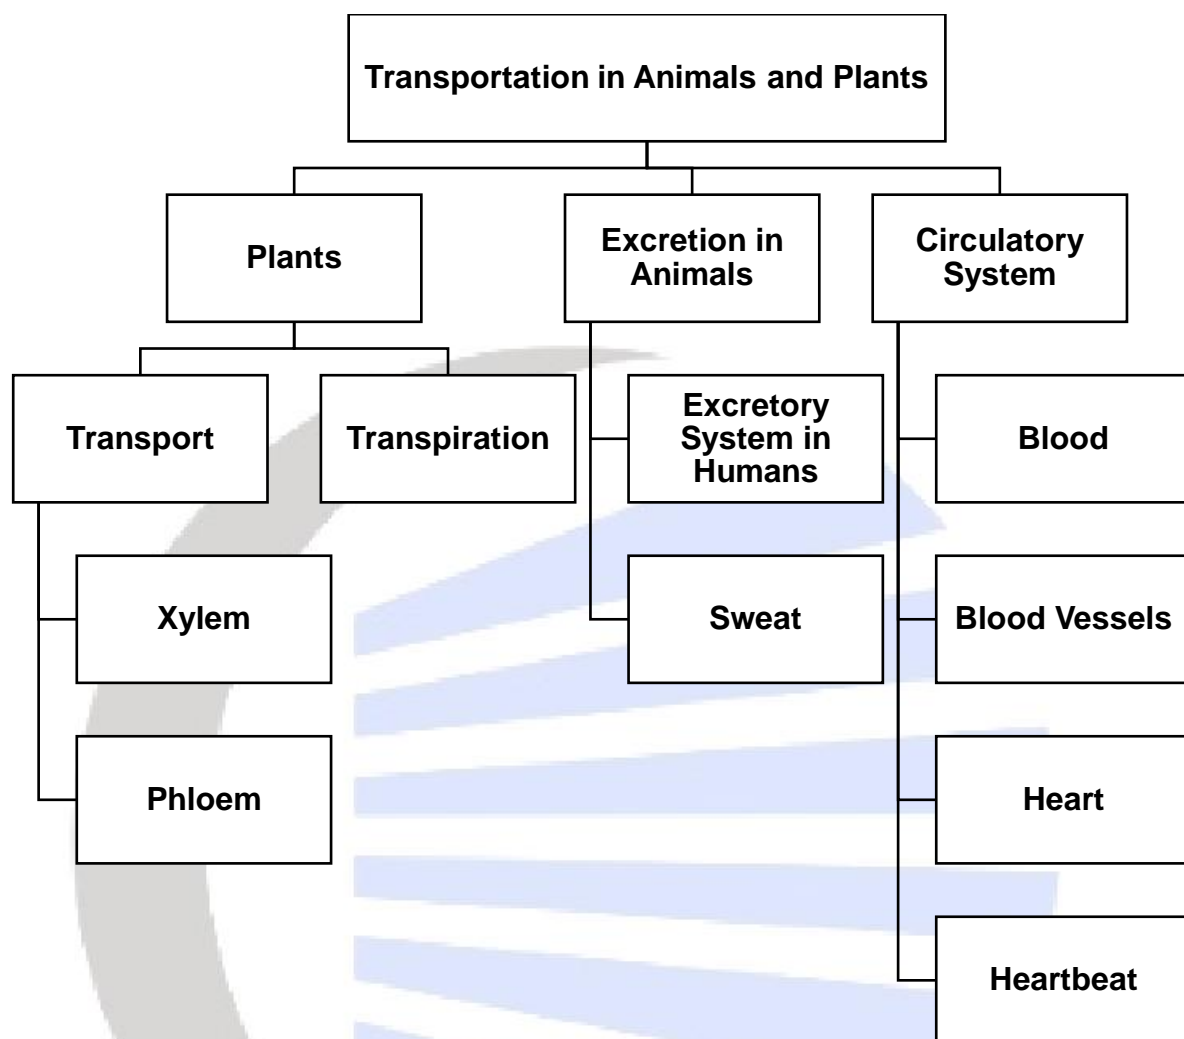 Transportation in Animals and Plants
Plants
Excretion in
Animals
Circulatory
System
Transport
Transpiration
Excretory
System in
Humans
Blood
Xylem
Sweat
Blood Vessels
Phloem
Heart
Heartbeat